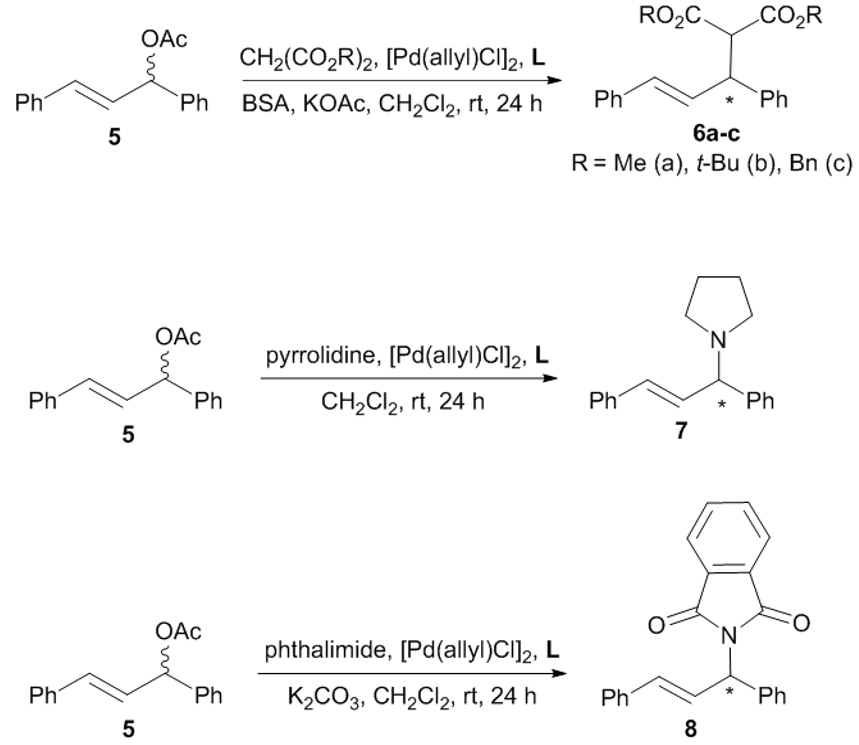 OAc
Ph
Ph
5
CH₂(CO₂R)₂, [Pd(allyl)Cl]₂, L
BSA, KOAc, CH₂Cl₂, rt, 24 h
RO₂C
CO₂R
Ph
*
Ph
6a-c
R = Me (a), t-Bu (b), Bn (c)
OAc
Ph
Ph
5
pyrrolidine, [Pd(allyl)Cl]₂, L
CH₂Cl₂, rt, 24 h
N
Ph
*
Ph
7
OAc
Ph
Ph
5
phthalimide, [Pd(allyl)Cl]₂, L
K₂CO₃, CH₂Cl₂, rt, 24 h
O
O
N
Ph
*
Ph
8